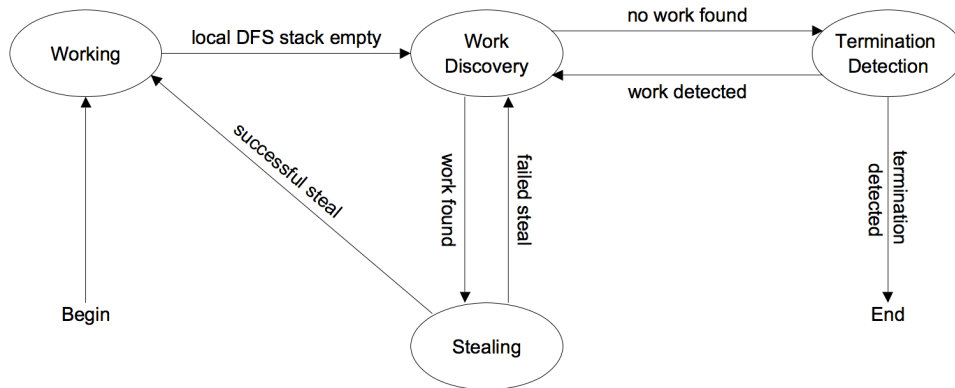 no work found
Working
local DFS stack empty
Work
Discovery
Termination
Detection
work detected
successful steal
work found
failed steal
termination
detected
Begin
Stealing
End